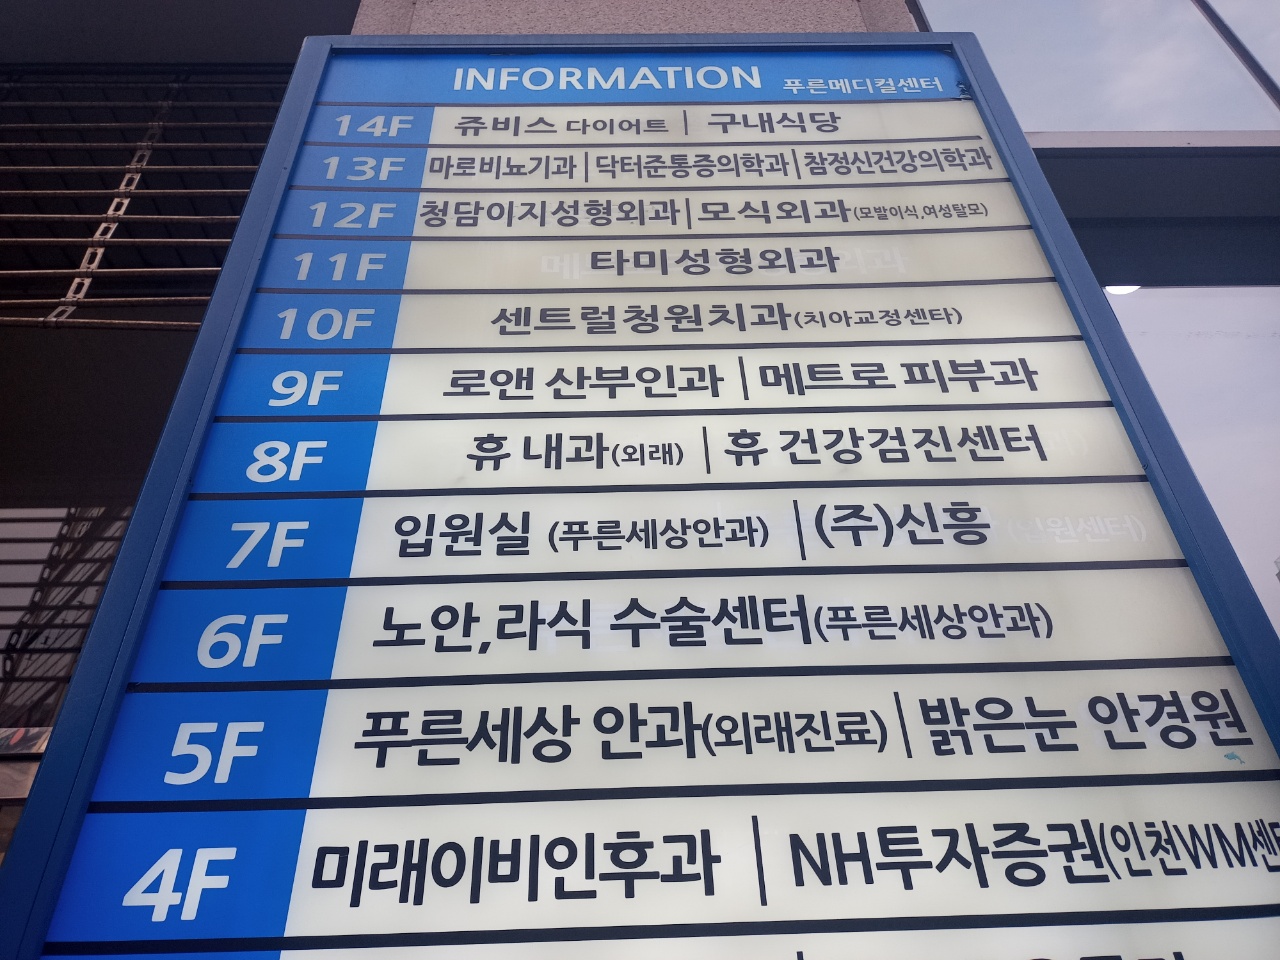 INFORMATION 푸른메디컬센터
14F 쥬비스 다이어트 | 구내식당
13F 마로비뇨기과 | 닥터준통증의학과 | 참정신건강의학과
12F 청담이지성형외과 | 모식외과(모발이식,여성탈모)
11F 타미성형외과
10F 센트럴청원치과(치아교정센타)
9F 로앤 산부인과 | 메트로 피부과
8F 휴 내과(외래) | 휴 건강검진센터
7F 입원실 (푸른세상안과) | (주)신흥
6F 노안,라식 수술센터(푸른세상안과)
5F 푸른세상 안과(외래진료) | 밝은눈 안경원
4F 미래이비인후과 | NH투자증권(인천WM센